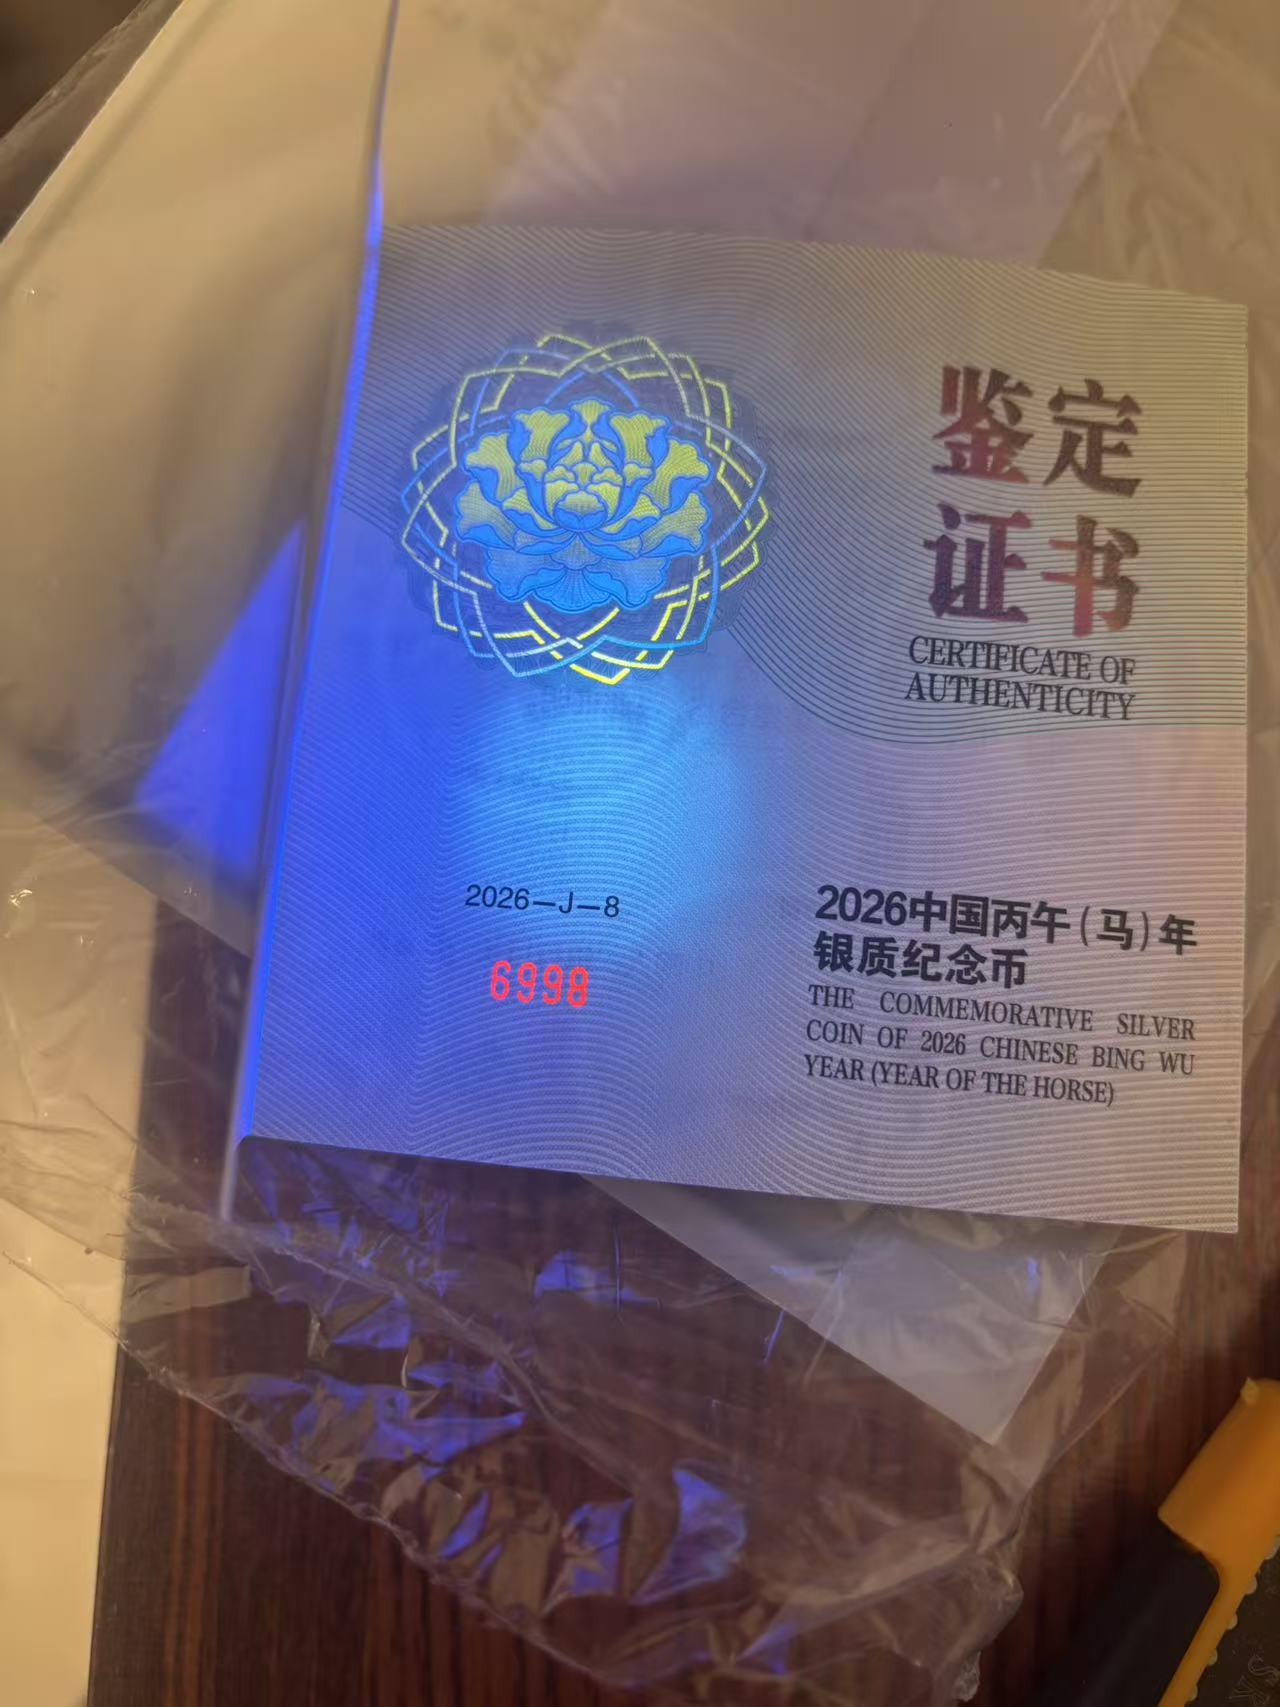 鉴定
证书
CERTIFICATE OF
AUTHENTICITY
2026—J—8
6998
2026中国丙午(马)年
银质纪念币
THE COMMEMORATIVE SILVER
COIN OF 2026 CHINESE BING WU
YEAR (YEAR OF THE HORSE)